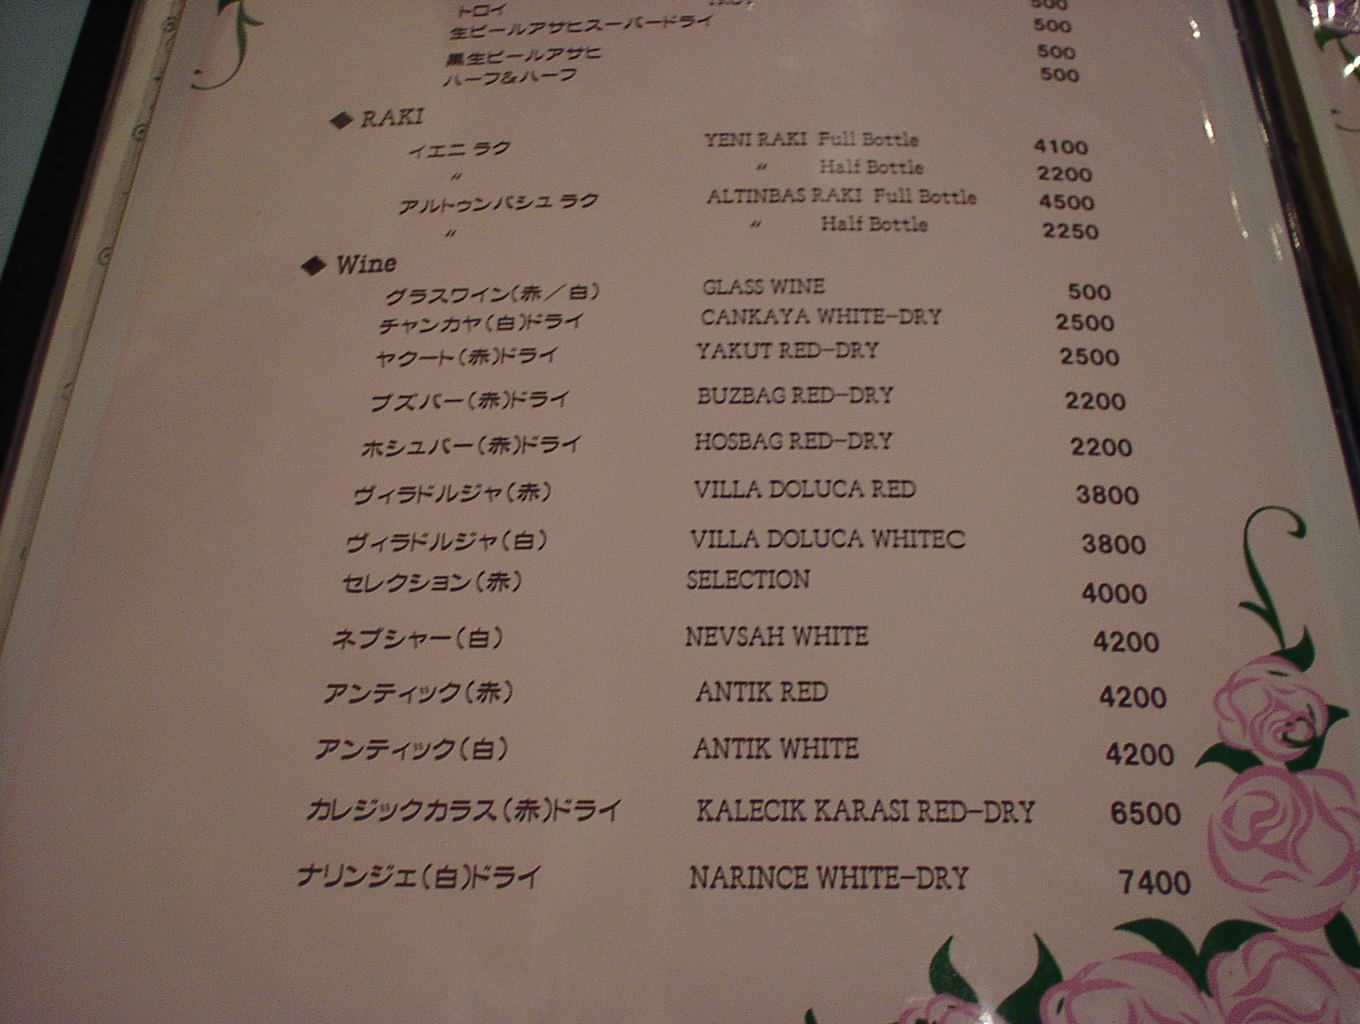 トロイ 500
生ビールアサヒスーパードライ 500
黒生ビールアサヒ 500
ハーフ&ハーフ 500
◆ RAKI
イエニ ラク YENI RAKI Full Bottle 4100
〃 〃 Half Bottle 2200
アルトゥンバシュ ラク ALTINBAS RAKI Full Bottle 4500
〃 〃 Half Bottle 2250
◆ Wine
グラスワイン(赤/白) GLASS WINE 500
チャンカヤ(白)ドライ CANKAYA WHITE-DRY 2500
ヤクート(赤)ドライ YAKUT RED-DRY 2500
ブズバー(赤)ドライ BUZBAG RED-DRY 2200
ホシュバー(赤)ドライ HOSBAG RED-DRY 2200
ヴィラドルジャ(赤) VILLA DOLUCA RED 3800
ヴィラドルジャ(白) VILLA DOLUCA WHITEC 3800
セレクション(赤) SELECTION 4000
ネブシャー(白) NEVSAH WHITE 4200
アンティック(赤) ANTIK RED 4200
アンティック(白) ANTIK WHITE 4200
カレジックカラス(赤)ドライ KALECIK KARASI RED-DRY 6500
ナリンジェ(白)ドライ NARINCE WHITE-DRY 7400